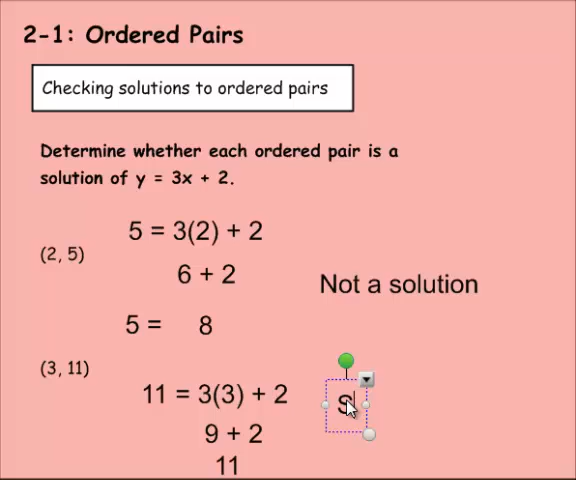 2-1: Ordered Pairs
Checking solutions to ordered pairs
Determine whether each ordered pair is a
solution of y = 3x + 2.
5 = 3(2) + 2
(2, 5)
6 + 2
Not a solution
5 = 8
(3, 11)
11 = 3(3) + 2
S
9 + 2
11